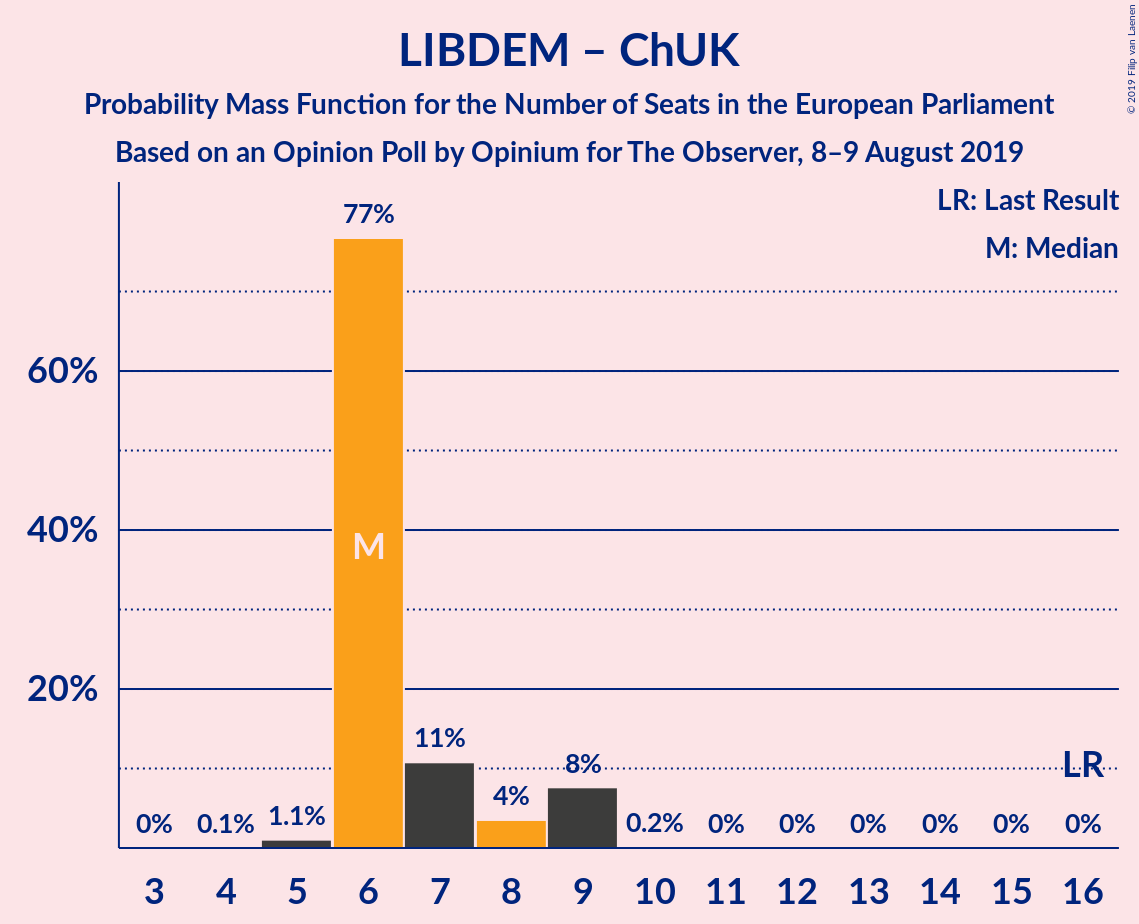 LIBDEM – ChUK
Probability Mass Function for the Number of Seats in the European Parliament
Based on an Opinion Poll by Opinium for The Observer, 8–9 August 2019
© 2019 Filip van Laenen
LR: Last Result
M: Median
77%
60%
40%
M
20%
11%
8%
LR
4%
0% 0.1% 1.1% 0.2% 0% 0% 0% 0% 0% 0%
3 4 5 6 7 8 9 10 11 12 13 14 15 16